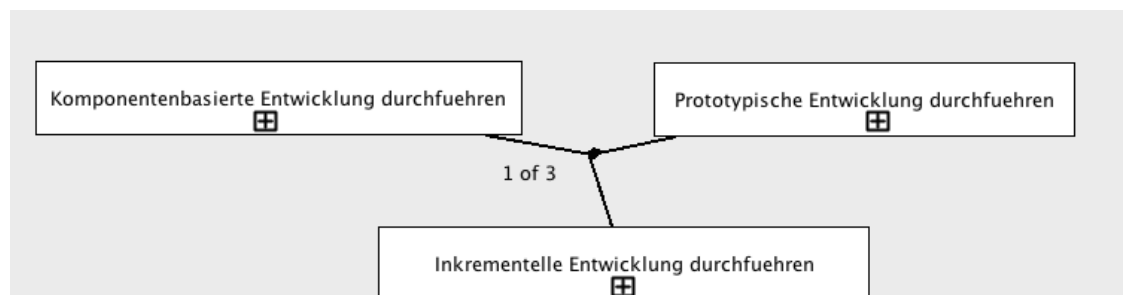 Komponentenbasierte Entwicklung durchfuehren
Prototypische Entwicklung durchfuehren
1 of 3
Inkrementelle Entwicklung durchfuehren